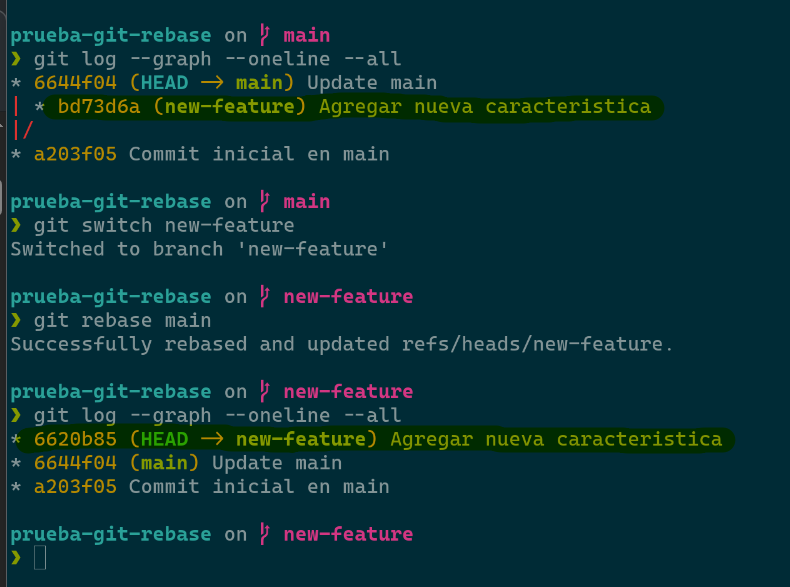 prueba-git-rebase on main
❯ git log --graph --oneline --all
* 6644f04 (HEAD -> main) Update main
| * bd73d6a (new-feature) Agregar nueva caracteristica
|/
* a203f05 Commit inicial en main
prueba-git-rebase on main
❯ git switch new-feature
Switched to branch 'new-feature'
prueba-git-rebase on new-feature
❯ git rebase main
Successfully rebased and updated refs/heads/new-feature.
prueba-git-rebase on new-feature
❯ git log --graph --oneline --all
* 6620b85 (HEAD -> new-feature) Agregar nueva caracteristica
* 6644f04 (main) Update main
* a203f05 Commit inicial en main
prueba-git-rebase on new-feature
❯